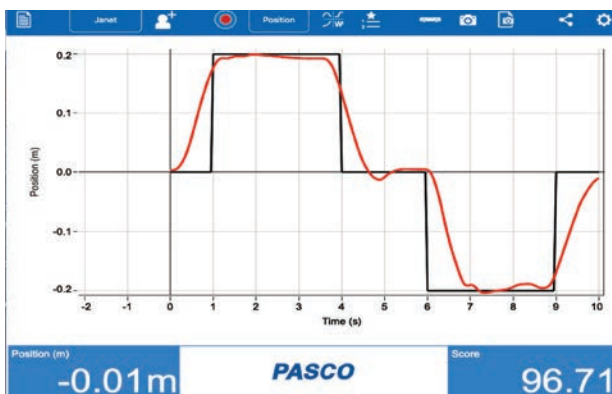 Janet
Position
0.2
0.1
0.0
-0.1
-0.2
Position (m)
-2 -1 0 1 2 3 4 5 6 7 8 9 10
Time (s)
Position (m)
-0.01m
PASCO
Score
96.71